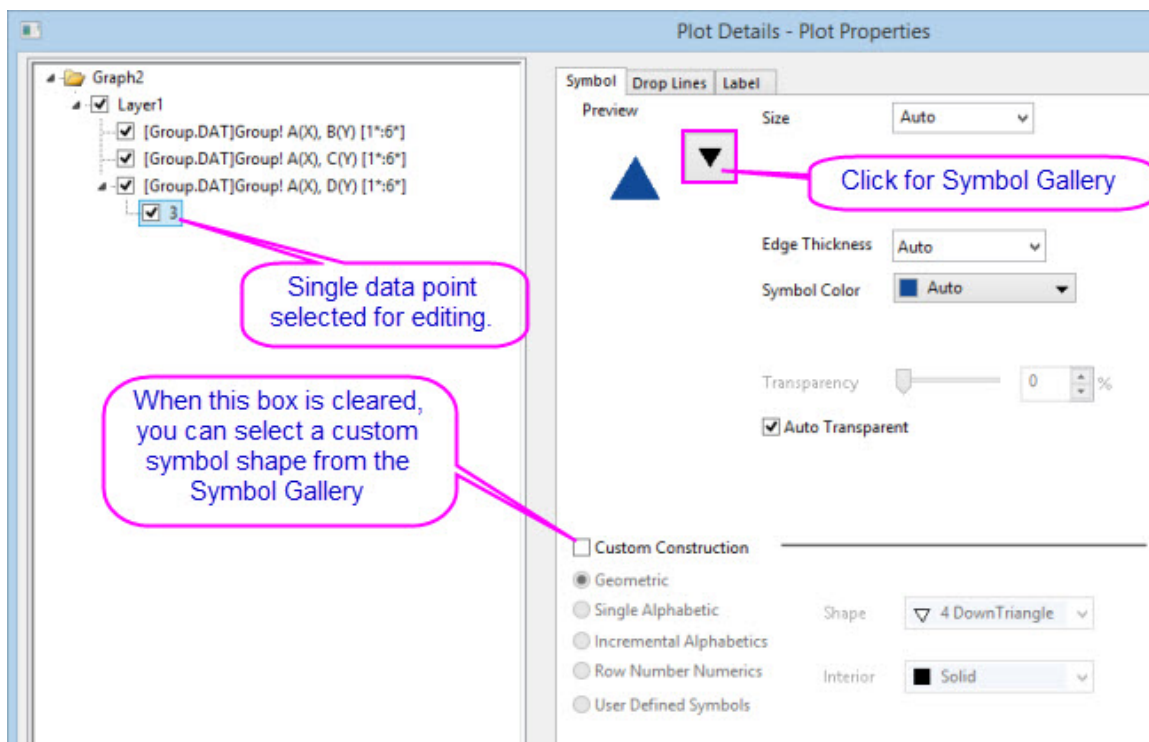 Plot Details - Plot Properties
Graph2
Layer1
[Group.DAT]Group! A(X), B(Y) [1*:6*]
[Group.DAT]Group! A(X), C(Y) [1*:6*]
[Group.DAT]Group! A(X), D(Y) [1*:6*]
3
Single data point
selected for editing.
When this box is cleared,
you can select a custom
symbol shape from the
Symbol Gallery
Symbol Drop Lines Label
Preview
Size Auto
Click for Symbol Gallery
Edge Thickness Auto
Symbol Color Auto
Transparency 0 %
Auto Transparent
Custom Construction
Geometric
Single Alphabetic Shape 4 DownTriangle
Incremental Alphabetics
Row Number Numerics Interior Solid
User Defined Symbols